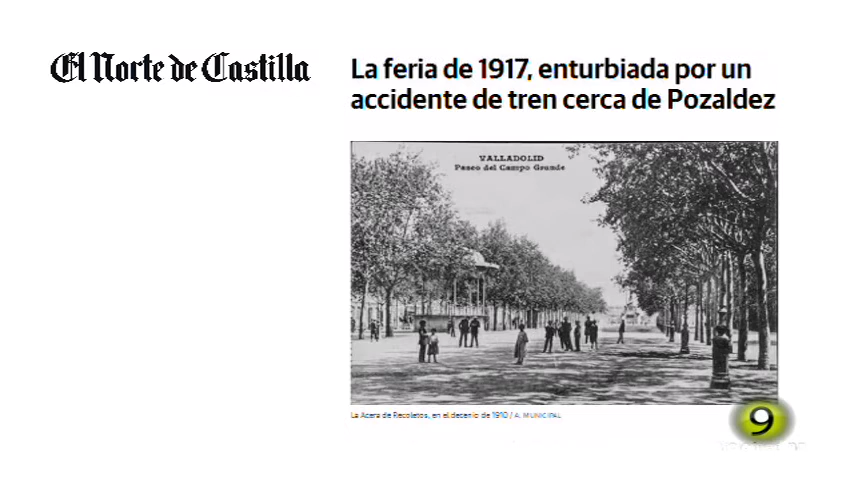 El Norte de Castilla
La feria de 1917, enturbiada por un
accidente de tren cerca de Pozaldez
VALLADOLID
Paseo del Campo Grande
La Acera de Recoletos, en el decenio de 1910 / A. MUNICIPAL
9